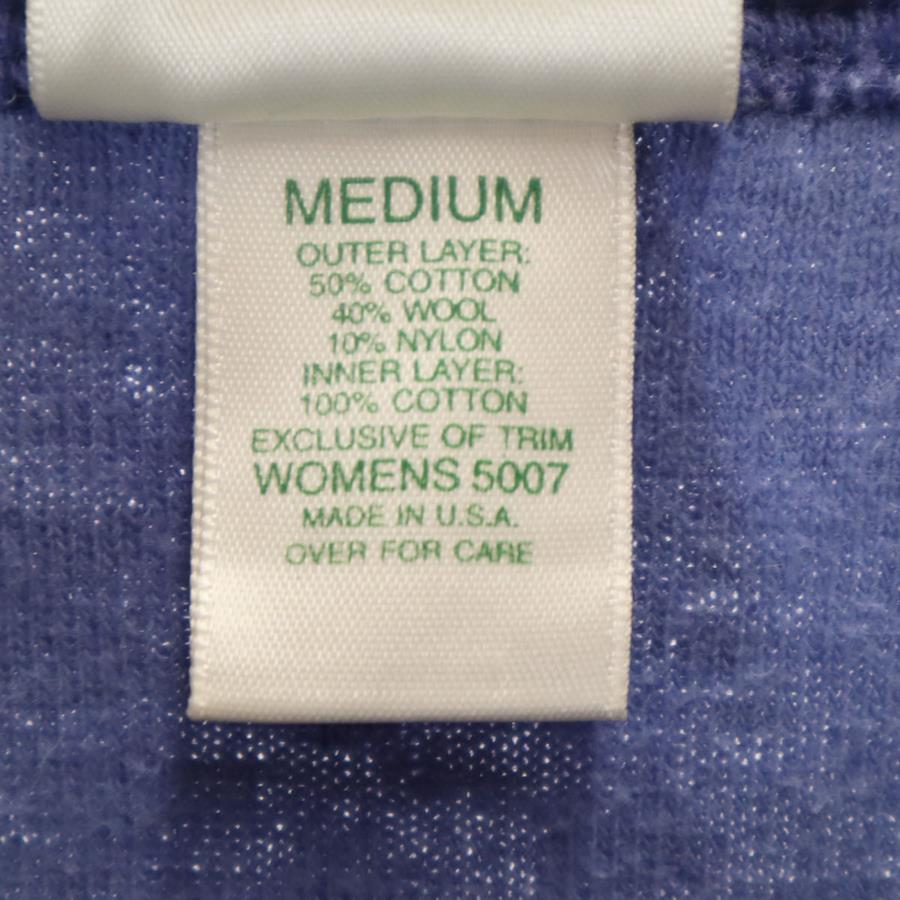 MEDIUM
OUTER LAYER:
50% COTTON
40% WOOL
10% NYLON
INNER LAYER:
100% COTTON
EXCLUSIVE OF TRIM
WOMENS 5007
MADE IN U.S.A.
OVER FOR CARE